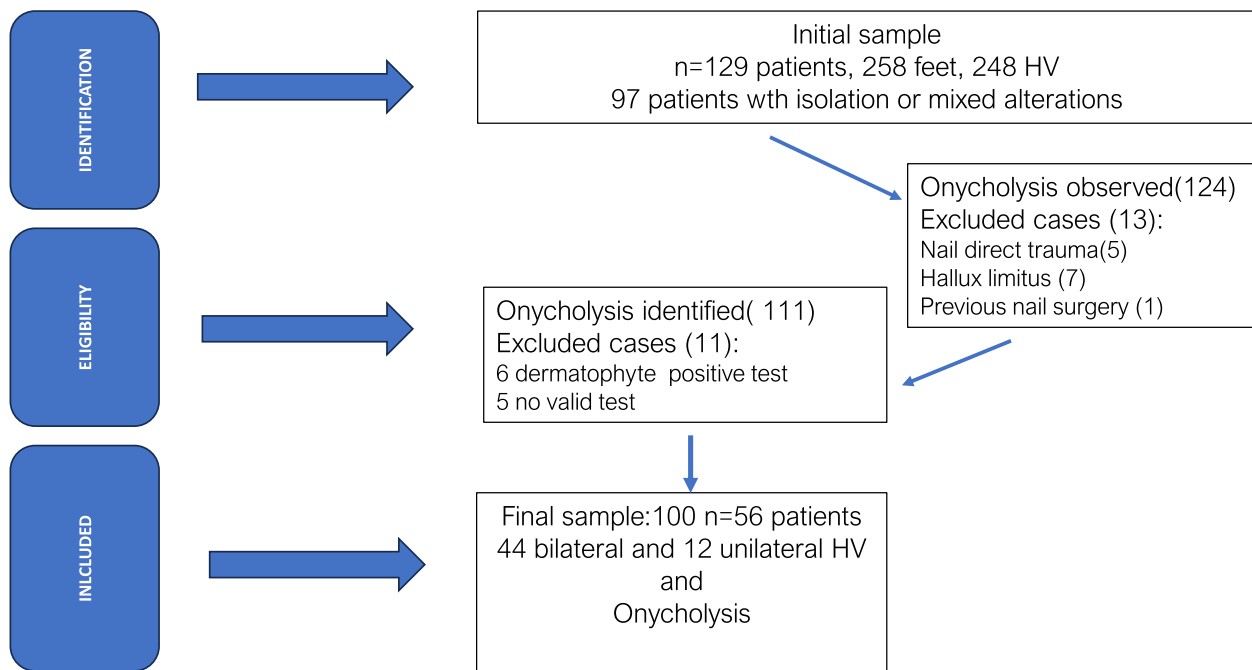 IDENTIFICATION
Initial sample
n=129 patients, 258 feet, 248 HV
97 patients wth isolation or mixed alterations
Onycholysis observed(124)
Excluded cases (13):
Nail direct trauma(5)
Hallux limitus (7)
Previous nail surgery (1)
ELIGIBILITY
Onycholysis identified( 111)
Excluded cases (11):
6 dermatophyte positive test
5 no valid test
INLCLUDED
Final sample:100 n=56 patients
44 bilateral and 12 unilateral HV
and
Onycholysis